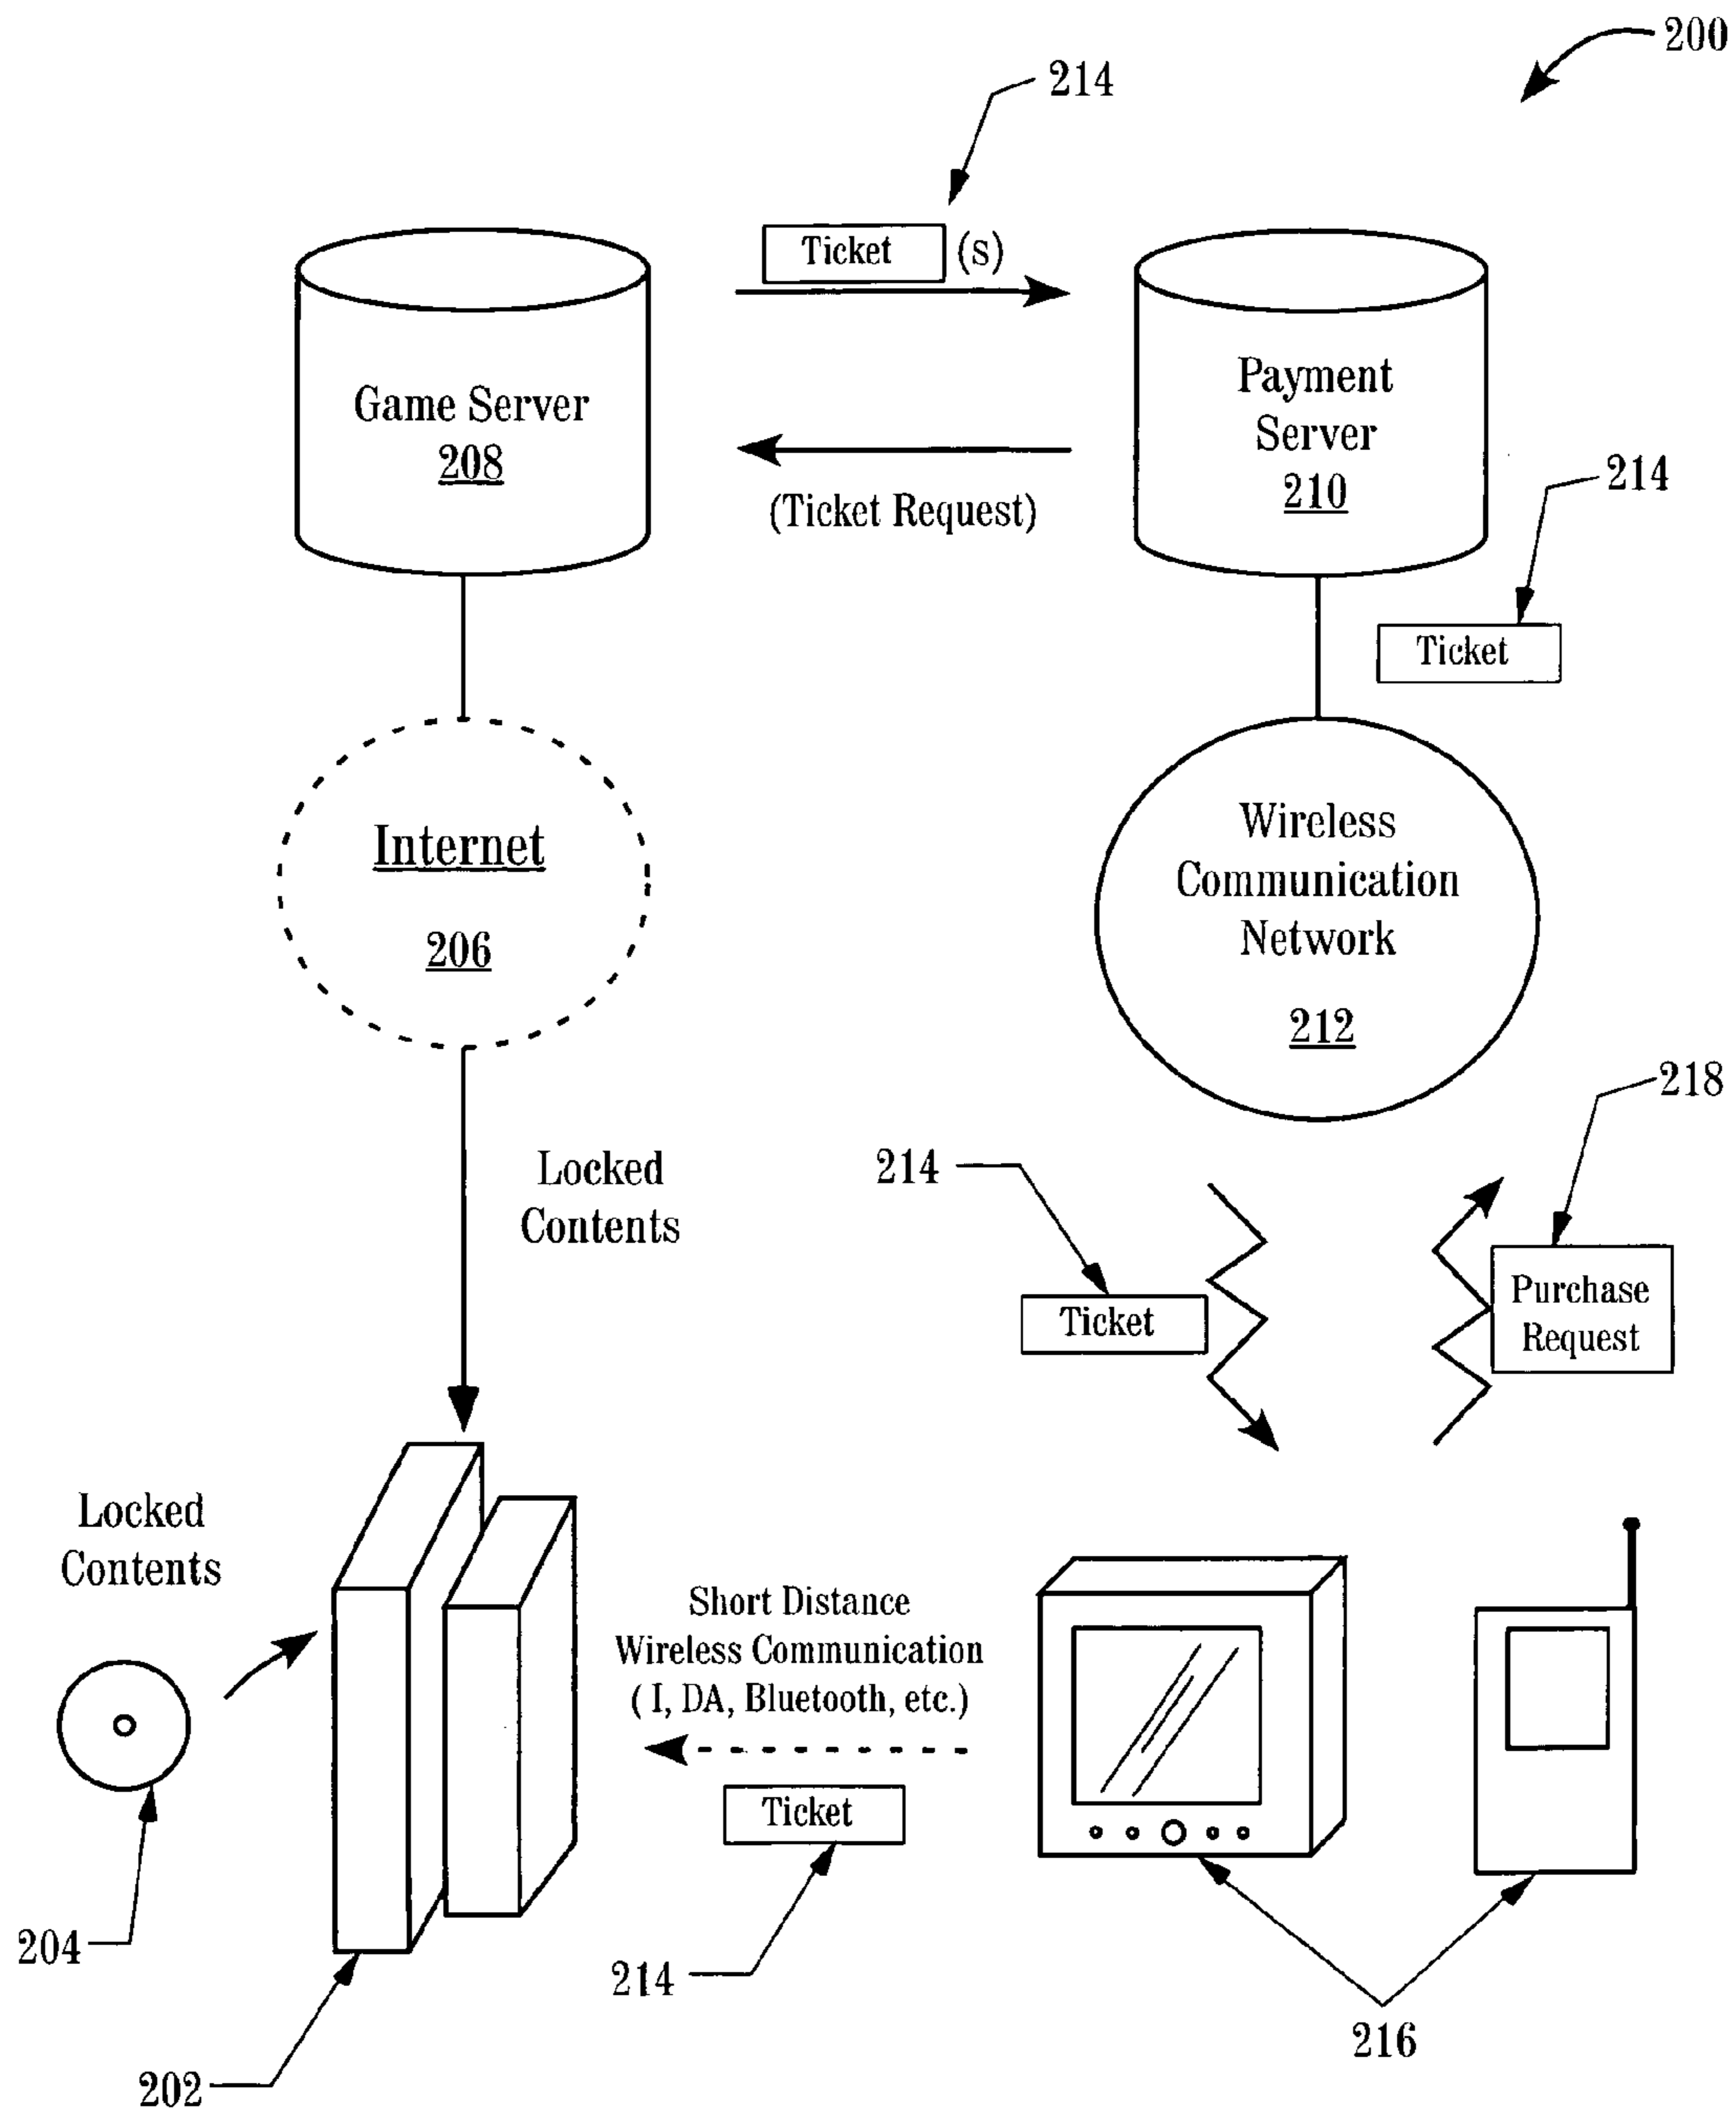 200
214
Ticket (s)
Game Server
208
Payment
Server
210
(Ticket Request)
214
Ticket
Internet
206
Wireless
Communication
Network
212
218
Locked
Contents
214
Ticket
Purchase
Request
Locked
Contents
Short Distance
Wireless Communication
( I, DA, Bluetooth, etc.)
Ticket
204
214
216
202